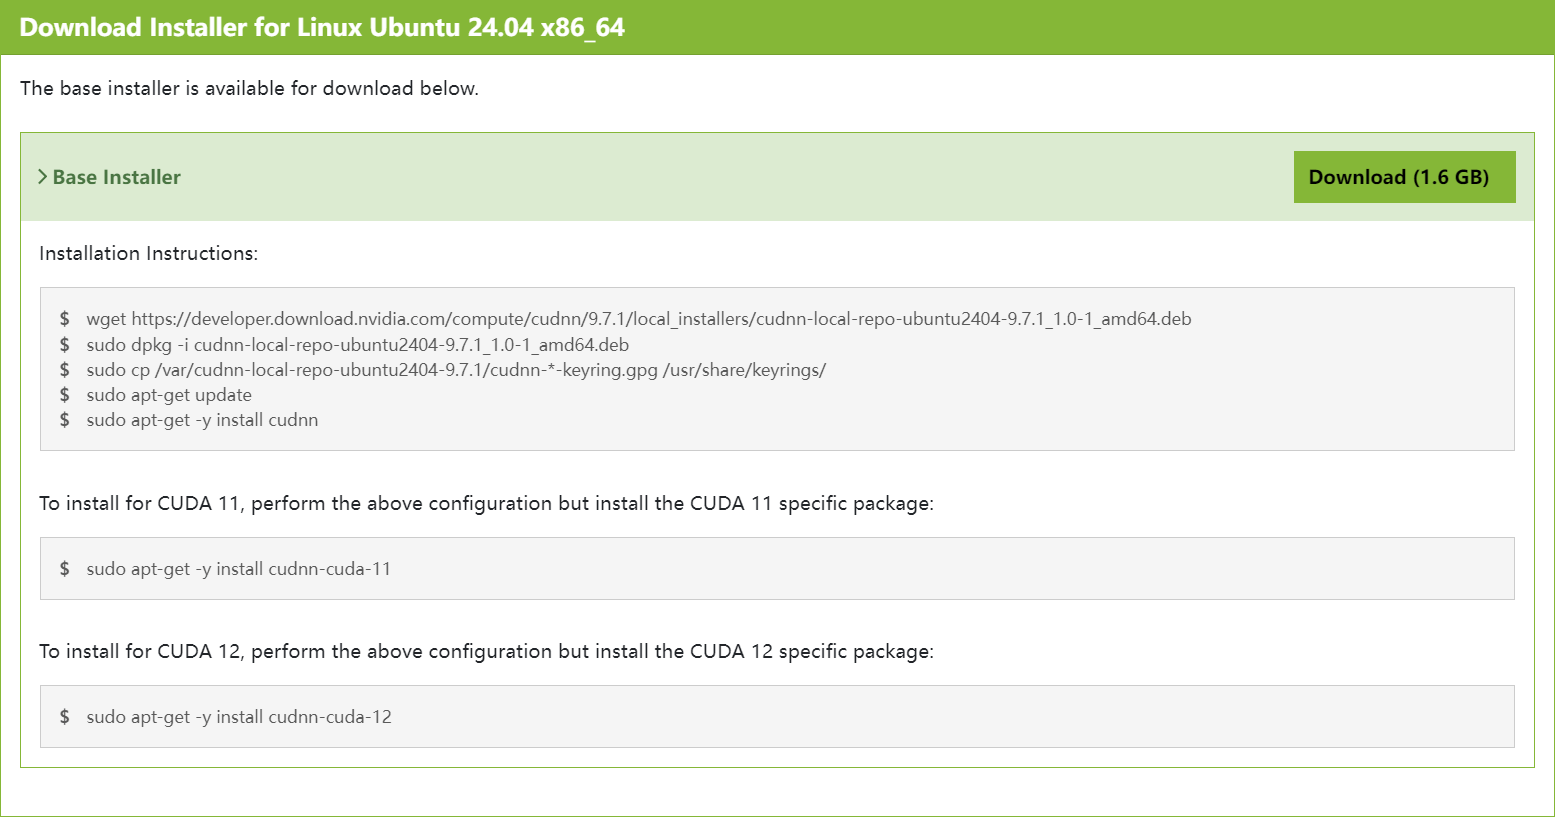 Download Installer for Linux Ubuntu 24.04 x86_64
The base installer is available for download below.
Base Installer
Download (1.6 GB)
Installation Instructions:
$ wget https://developer.download.nvidia.com/compute/cudnn/9.7.1/local_installers/cudnn-local-repo-ubuntu2404-9.7.1_1.0-1_amd64.deb
$ sudo dpkg -i cudnn-local-repo-ubuntu2404-9.7.1_1.0-1_amd64.deb
$ sudo cp /var/cudnn-local-repo-ubuntu2404-9.7.1/cudnn-*-keyring.gpg /usr/share/keyrings/
$ sudo apt-get update
$ sudo apt-get -y install cudnn
To install for CUDA 11, perform the above configuration but install the CUDA 11 specific package:
$ sudo apt-get -y install cudnn-cuda-11
To install for CUDA 12, perform the above configuration but install the CUDA 12 specific package:
$ sudo apt-get -y install cudnn-cuda-12